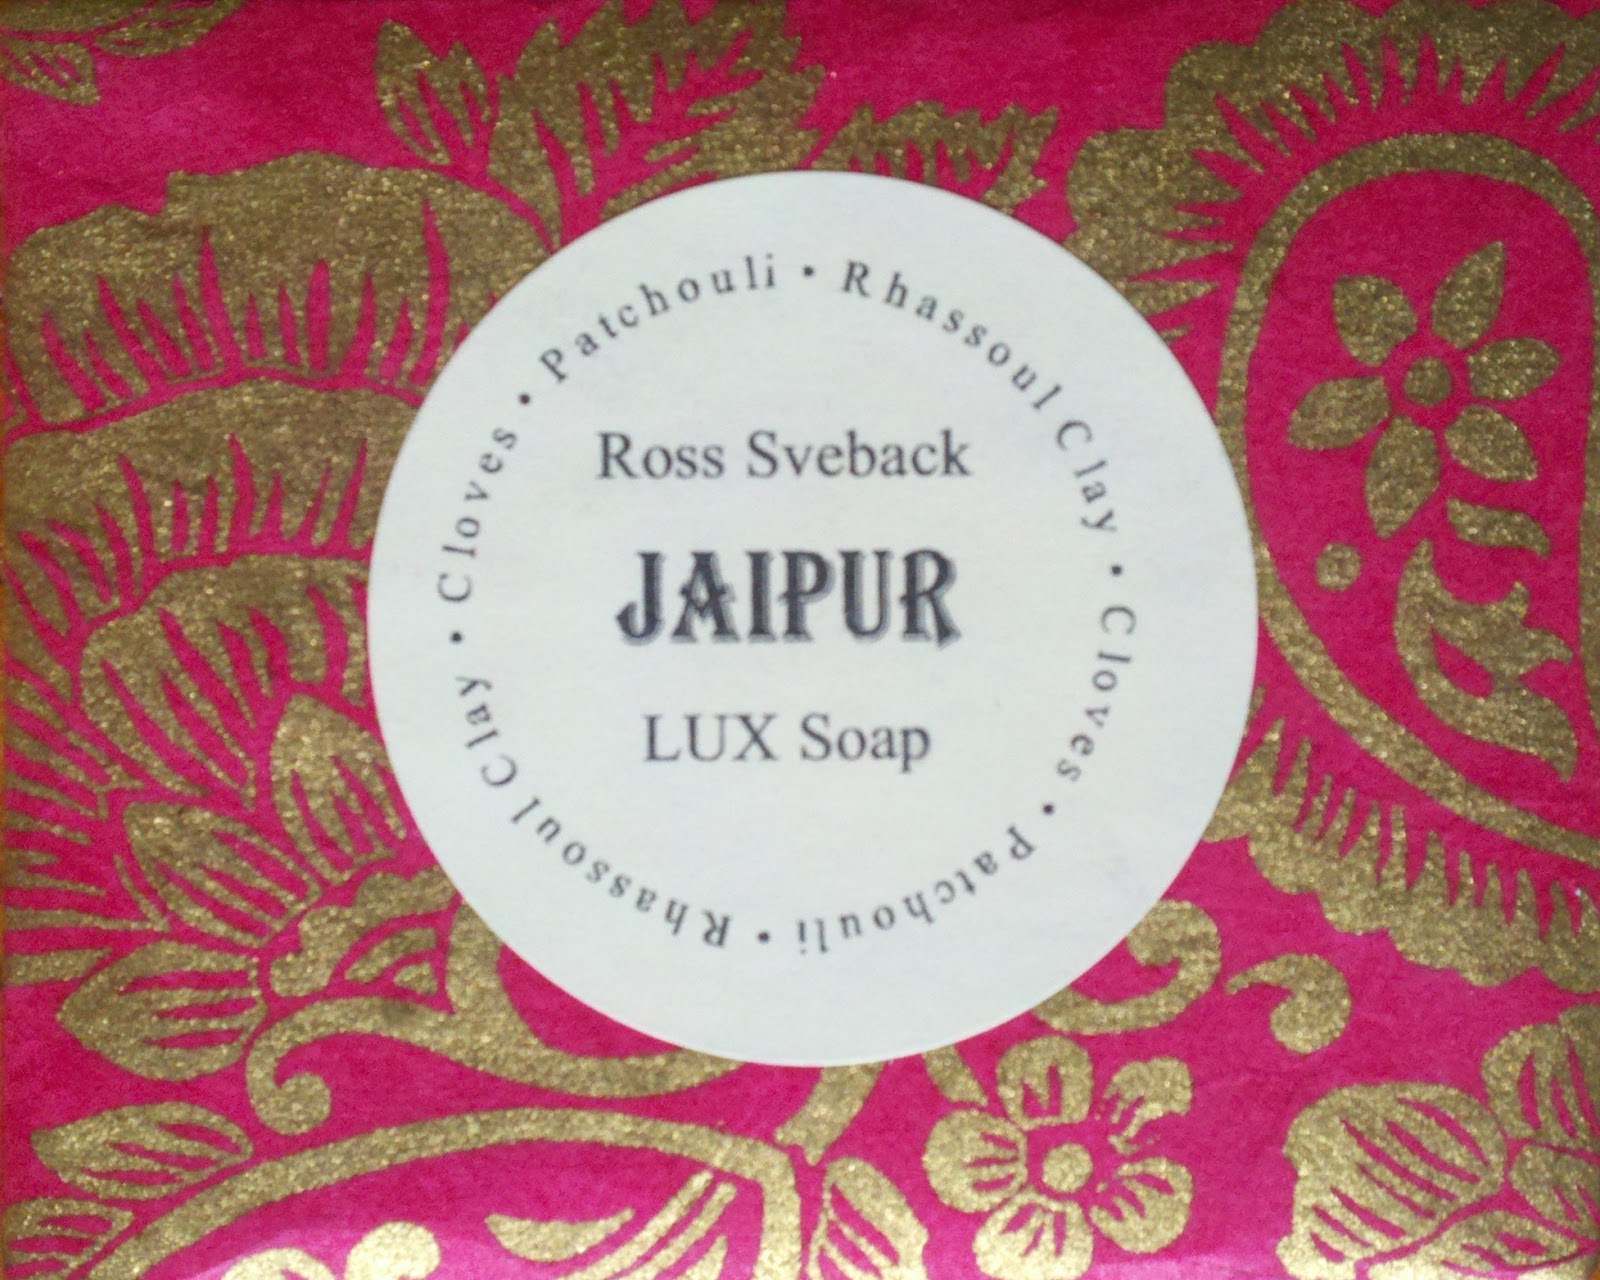 Patchouli • Rhassoul Clay • Cloves • Patchouli • Rhassoul Clay • Cloves •
Ross Sveback
JAIPUR
LUX Soap